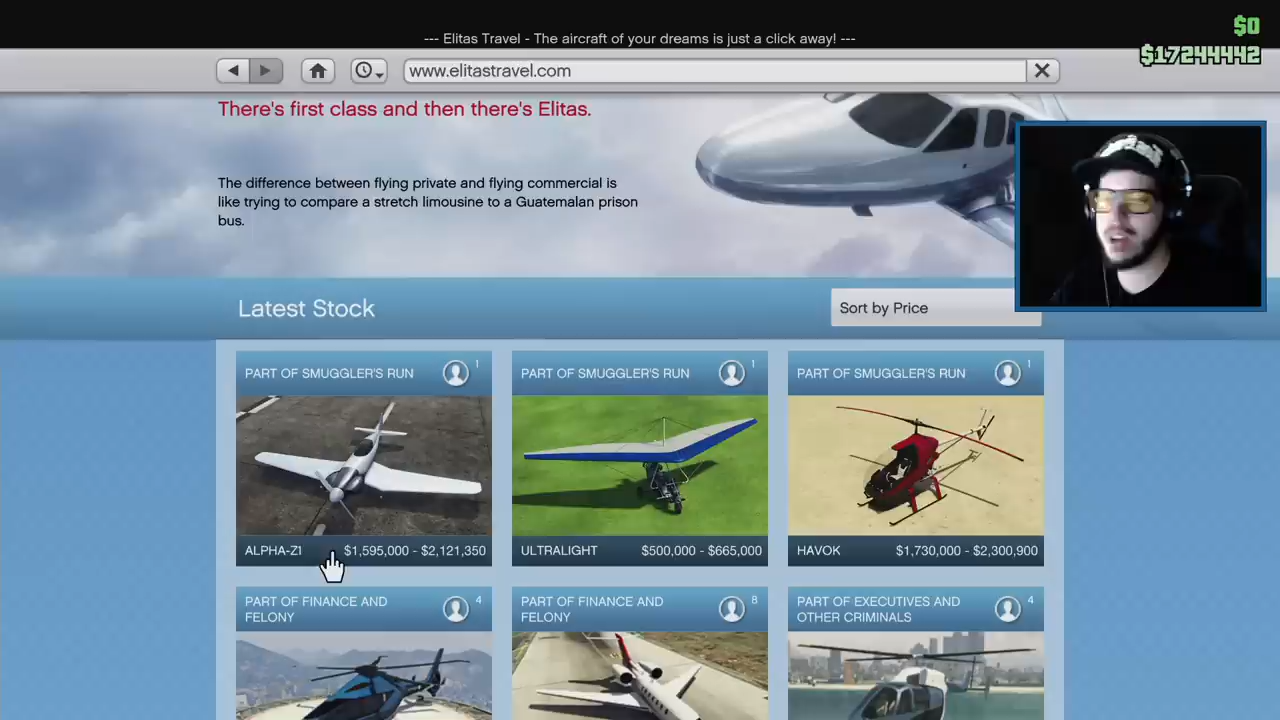 --- Elitas Travel - The aircraft of your dreams is just a click away! ---
$0
$17244442
www.elitastravel.com
There's first class and then there's Elitas.
The difference between flying private and flying commercial is
like trying to compare a stretch limousine to a Guatemalan prison
bus.
Latest Stock
Sort by Price
PART OF SMUGGLER'S RUN 1
PART OF SMUGGLER'S RUN 1
PART OF SMUGGLER'S RUN 1
ALPHA-Z1 $1,595,000 - $2,121,350
ULTRALIGHT $500,000 - $665,000
HAVOK $1,730,000 - $2,300,900
PART OF FINANCE AND
FELONY
4
PART OF FINANCE AND
FELONY
8
PART OF EXECUTIVES AND
OTHER CRIMINALS
4